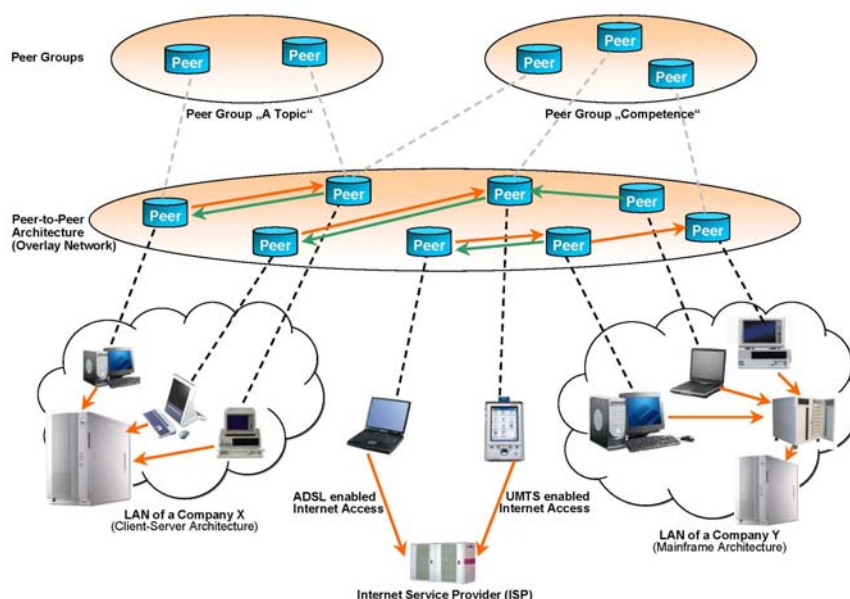 Peer Groups
Peer
Peer
Peer
Peer
Peer
Peer Group „A Topic“
Peer Group „Competence“
Peer-to-Peer
Architecture
(Overlay Network)
Peer
Peer
Peer
Peer
Peer
Peer
Peer
Peer
LAN of a Company X
(Client-Server Architecture)
ADSL enabled
Internet Access
UMTS enabled
Internet Access
LAN of a Company Y
(Mainframe Architecture)
Internet Service Provider (ISP)